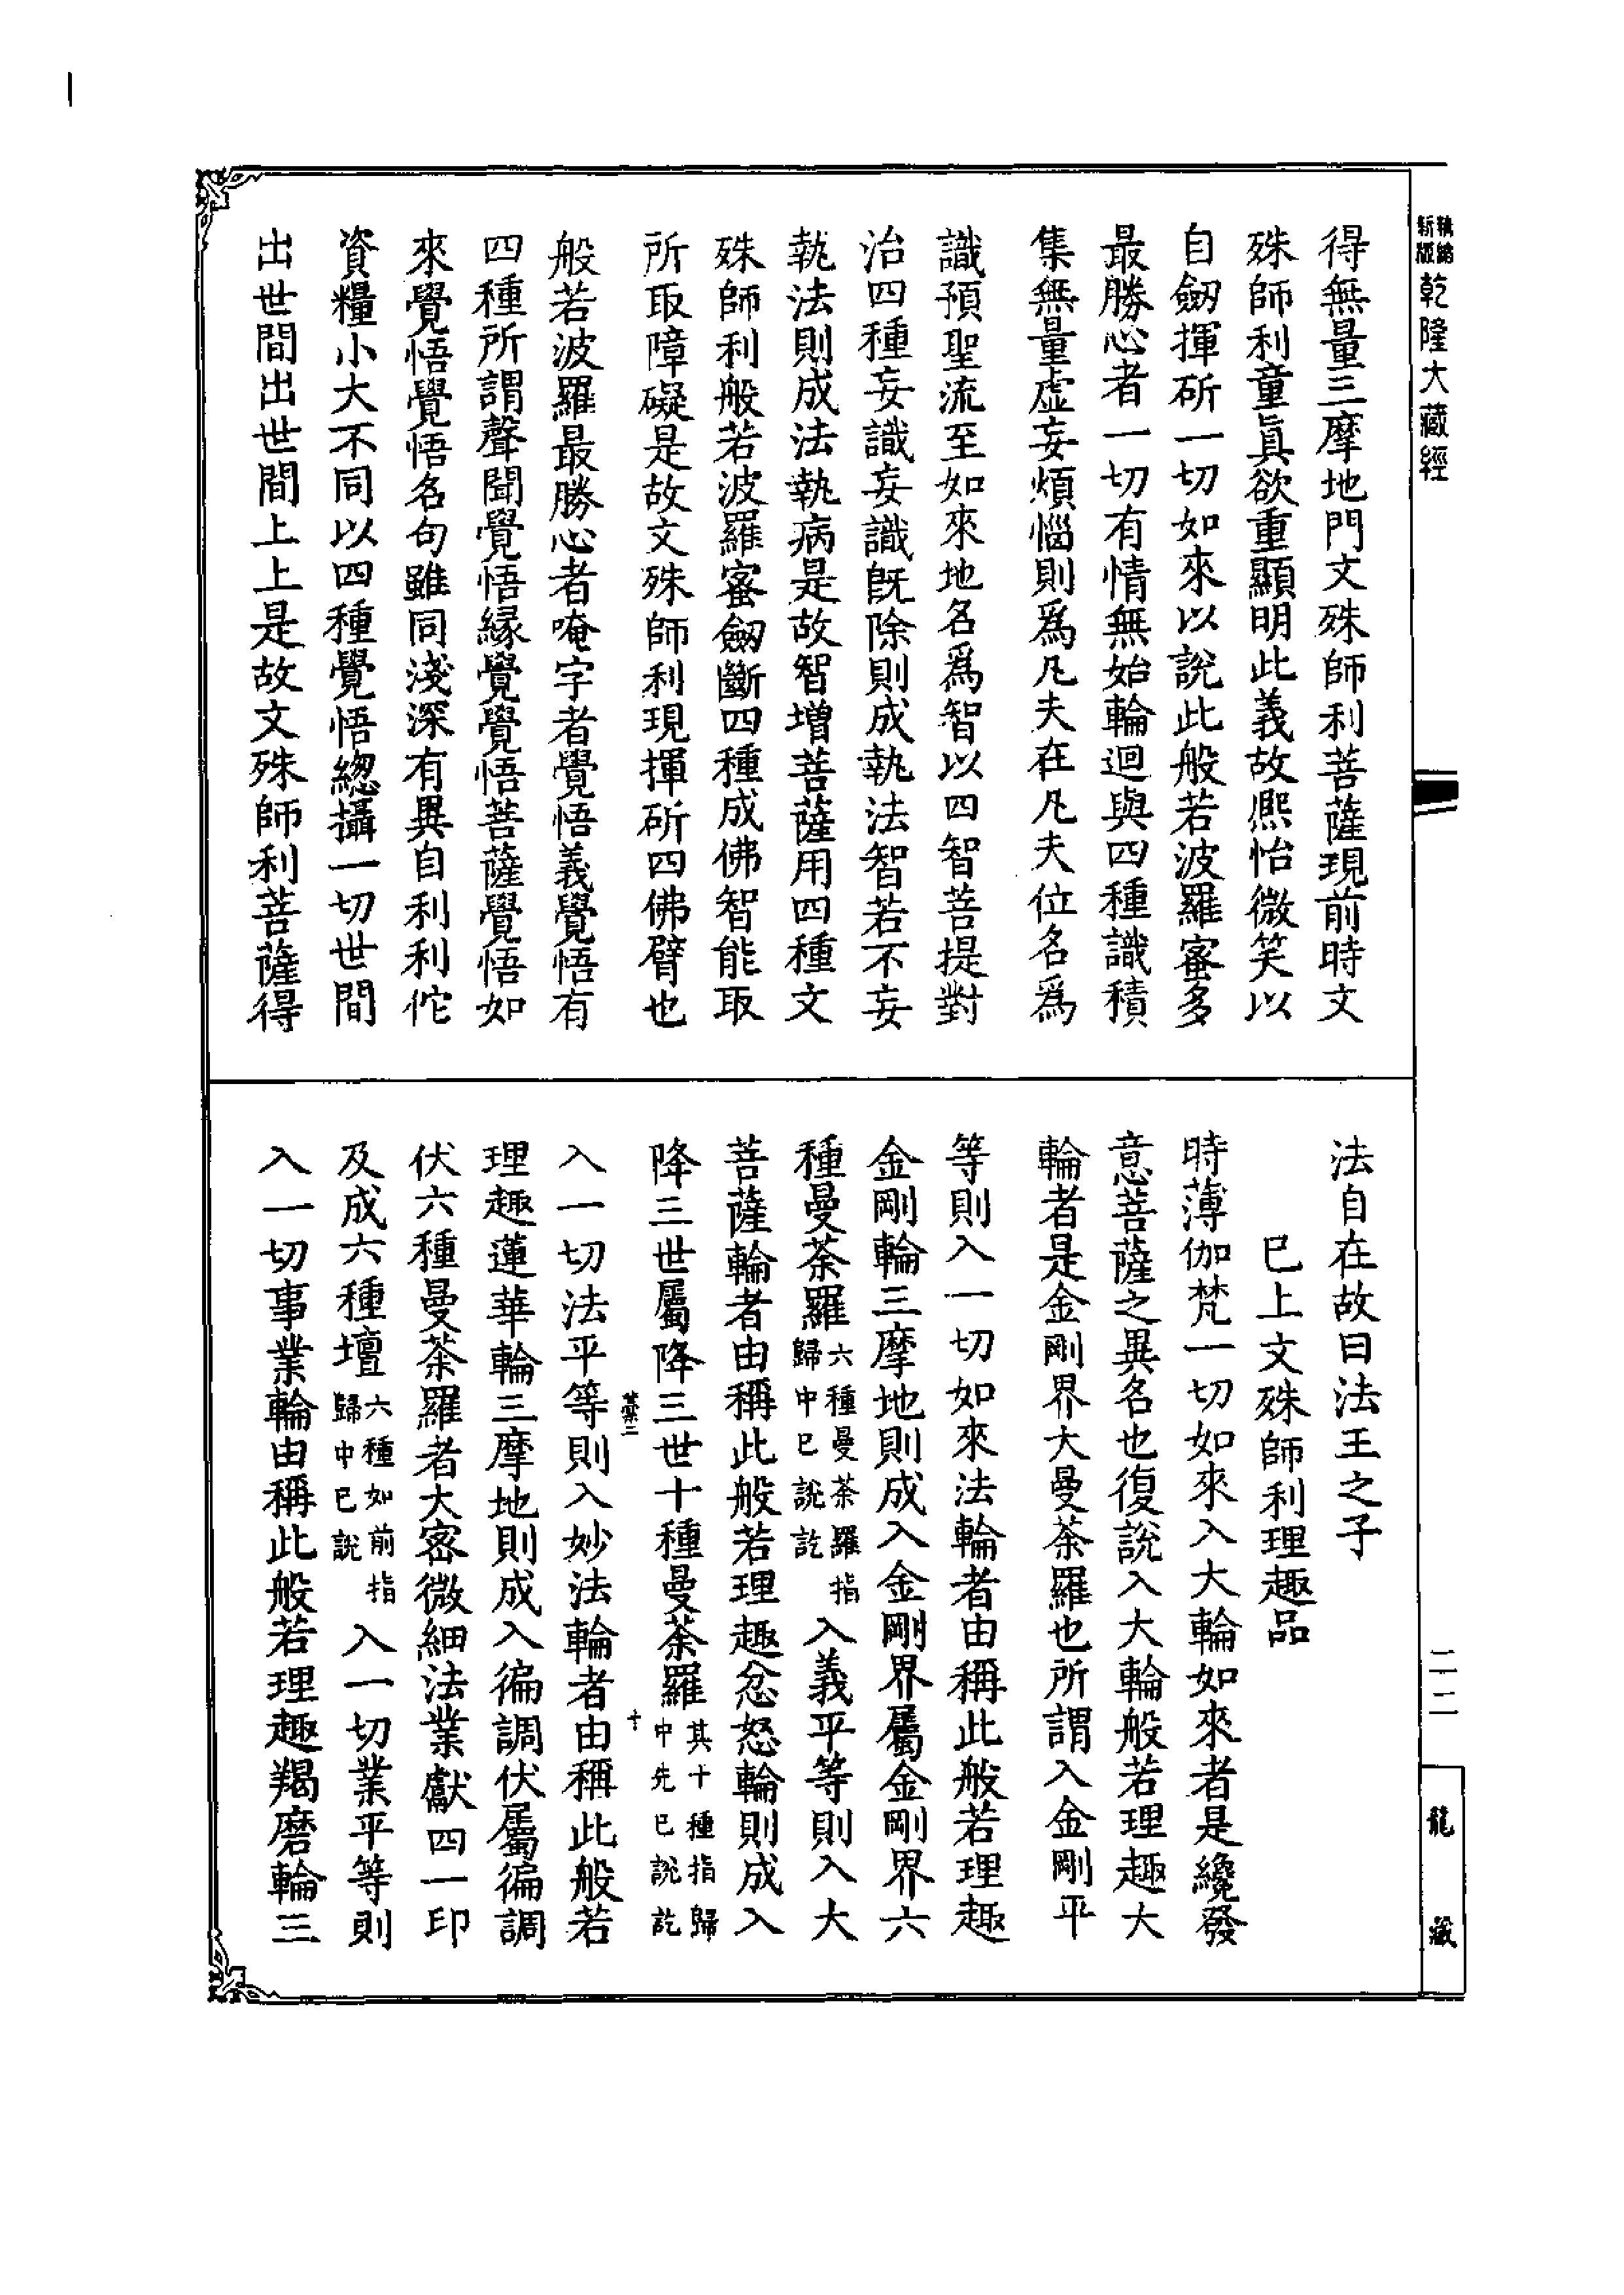 精縮
新版
乾隆大藏經
得無量三摩地門文殊師利菩薩現前時文
殊師利童眞欲重顯明此義故熈怡微笑以
自劒揮斫一切如來以說此般若波羅蜜多
最勝心者一切有情無始輪迴與四種識積
集無量虛妄煩惱則爲凡夫在凡夫位名爲
識預聖流至如來地名爲智以四智菩提對
治四種妄識妄識旣除則成執法智若不妄
執法則成法執病是故智增菩薩用四種文
殊師利般若波羅蜜劒斷四種成佛智能取
所取障礙是故文殊師利現揮斫四佛臂也
般若波羅最勝心者唵字者覺悟義覺悟有
四種所謂聲聞覺悟緣覺覺悟菩薩覺悟如
來覺悟覺悟名句雖同淺深有異自利利佗
資糧小大不同以四種覺悟緫攝一切世間
出世間出世間上上是故文殊師利菩薩得
法自在故曰法王之子
巳上文殊師利理趣品
時薄伽梵一切如來入大輪如來者是纔發
意菩薩之異名也復說入大輪般若理趣大
輪者是金剛界大曼荼羅也所謂入金剛平
等則入一切如來法輪者由稱此般若理趣
金剛輪三摩地則成入金剛界屬金剛界六
種曼荼羅六種曼荼羅指歸中巳說訖入義平等則入大
菩薩輪者由稱此般若理趣忿怒輪則成入
降三世屬降三世十種曼荼羅其十種指歸中先巳說訖
入一切法平等則入妙法輪者由稱此般若
理趣蓮華輪三摩地則成入徧調伏屬徧調
伏六種曼荼羅者大密微細法業獻四一印
及成六種壇六種如前指歸中巳說入一切業平等則
入一切事業輪由稱此般若理趣羯磨輪三
二二
龍藏